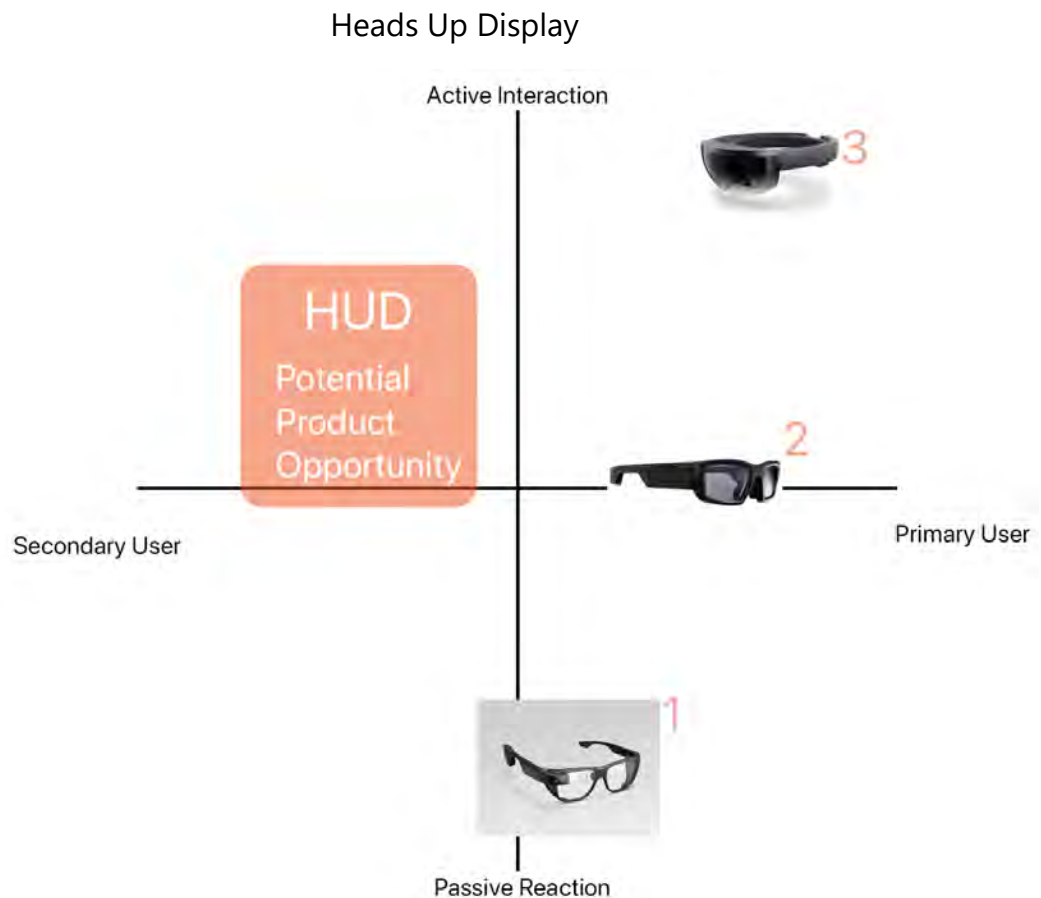 Heads Up Display
Active Interaction
3
HUD
Potential
Product
Opportunity
2
Secondary User
Primary User
1
Passive Reaction